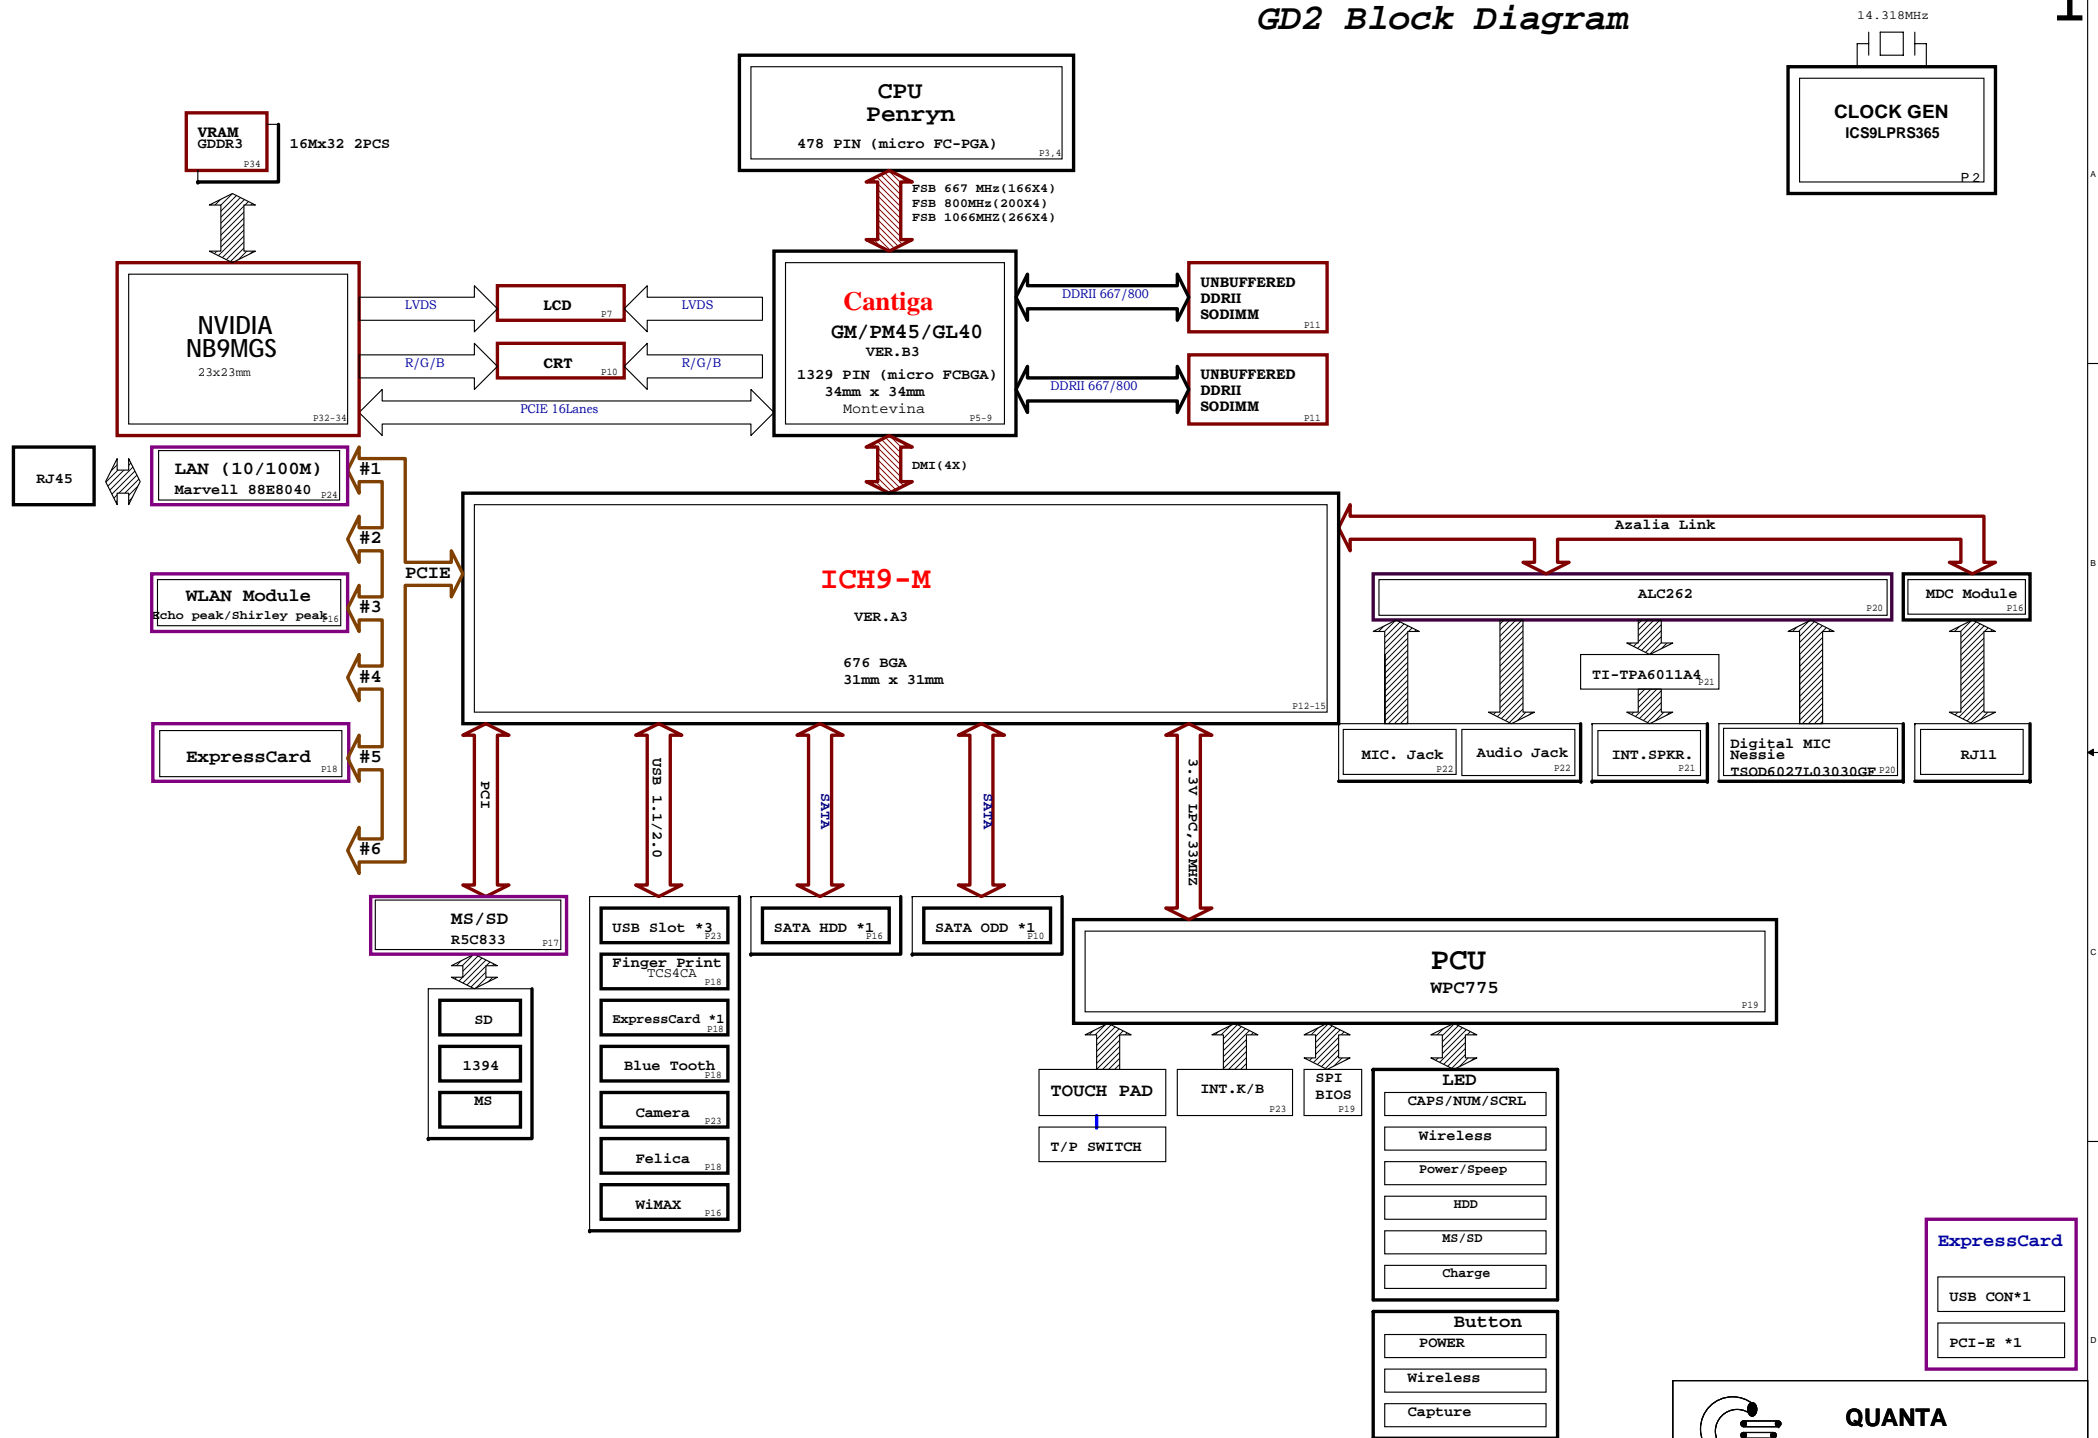 GD2 Block Diagram
1
14.318MHz
CLOCK GEN
ICS9LPRS365
P2
CPU
Penryn
478 PIN (micro FC-PGA)
P3,4
VRAM
GDDR3
P34
16Mx32 2PCS
FSB 667 MHz(166X4)
FSB 800MHz(200X4)
FSB 1066MHZ(266X4)
A
NVIDIA
NB9MGS
23x23mm
P32-34
LVDS
LCD
P7
LVDS
R/G/B
CRT
P10
R/G/B
PCIE 16Lanes
Cantiga
GM/PM45/GL40
VER.B3
1329 PIN (micro FCBGA)
34mm x 34mm
Montevina
P5-9
DDRII 667/800
UNBUFFERED
DDRII
SODIMM
P11
DDRII 667/800
UNBUFFERED
DDRII
SODIMM
P11
DMI(4X)
RJ45
LAN (10/100M)
Marvell 88E8040
P24
#1
#2
WLAN Module
Echo peak/Shirley peak
P16
#3
#4
ExpressCard
P18
#5
#6
PCIE
ICH9-M
VER.A3
676 BGA
31mm x 31mm
P12-15
Azalia Link
B
ALC262
P20
MDC Module
P16
TI-TPA6011A4
P21
MIC. Jack
P22
Audio Jack
P22
INT.SPKR.
P21
Digital MIC
Nessie
TSOD6027L03030GF
P20
RJ11
PCI
USB 1.1/2.0
SATA
SATA
3.3V LPC,33MHZ
MS/SD
R5C833
P17
SD
1394
MS
USB Slot *3
P23
Finger Print
TCS4CA
P18
ExpressCard *1
P18
Blue Tooth
P18
Camera
P23
Felica
P18
WiMAX
P16
SATA HDD *1
P16
SATA ODD *1
P10
PCU
WPC775
P19
C
TOUCH PAD
T/P SWITCH
INT.K/B
P23
SPI
BIOS
P19
LED
CAPS/NUM/SCRL
Wireless
Power/Speep
HDD
MS/SD
Charge
Button
POWER
Wireless
Capture
ExpressCard
USB CON*1
PCI-E *1
D
QUANTA